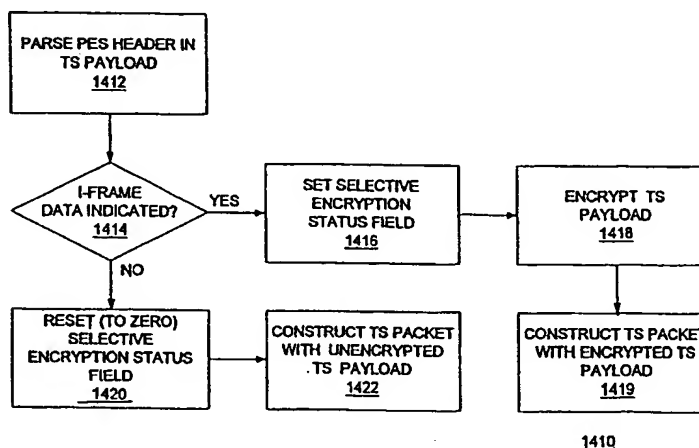 PARSE PES HEADER IN
TS PAYLOAD
1412
I-FRAME
DATA INDICATED?
1414
YES
NO
SET SELECTIVE
ENCRYPTION
STATUS FIELD
1416
ENCRYPT TS
PAYLOAD
1418
RESET (TO ZERO)
SELECTIVE
ENCRYPTION STATUS
FIELD
1420
CONSTRUCT TS PACKET
WITH UNENCRYPTED
TS PAYLOAD
1422
CONSTRUCT TS PACKET
WITH ENCRYPTED TS
PAYLOAD
1419
1410